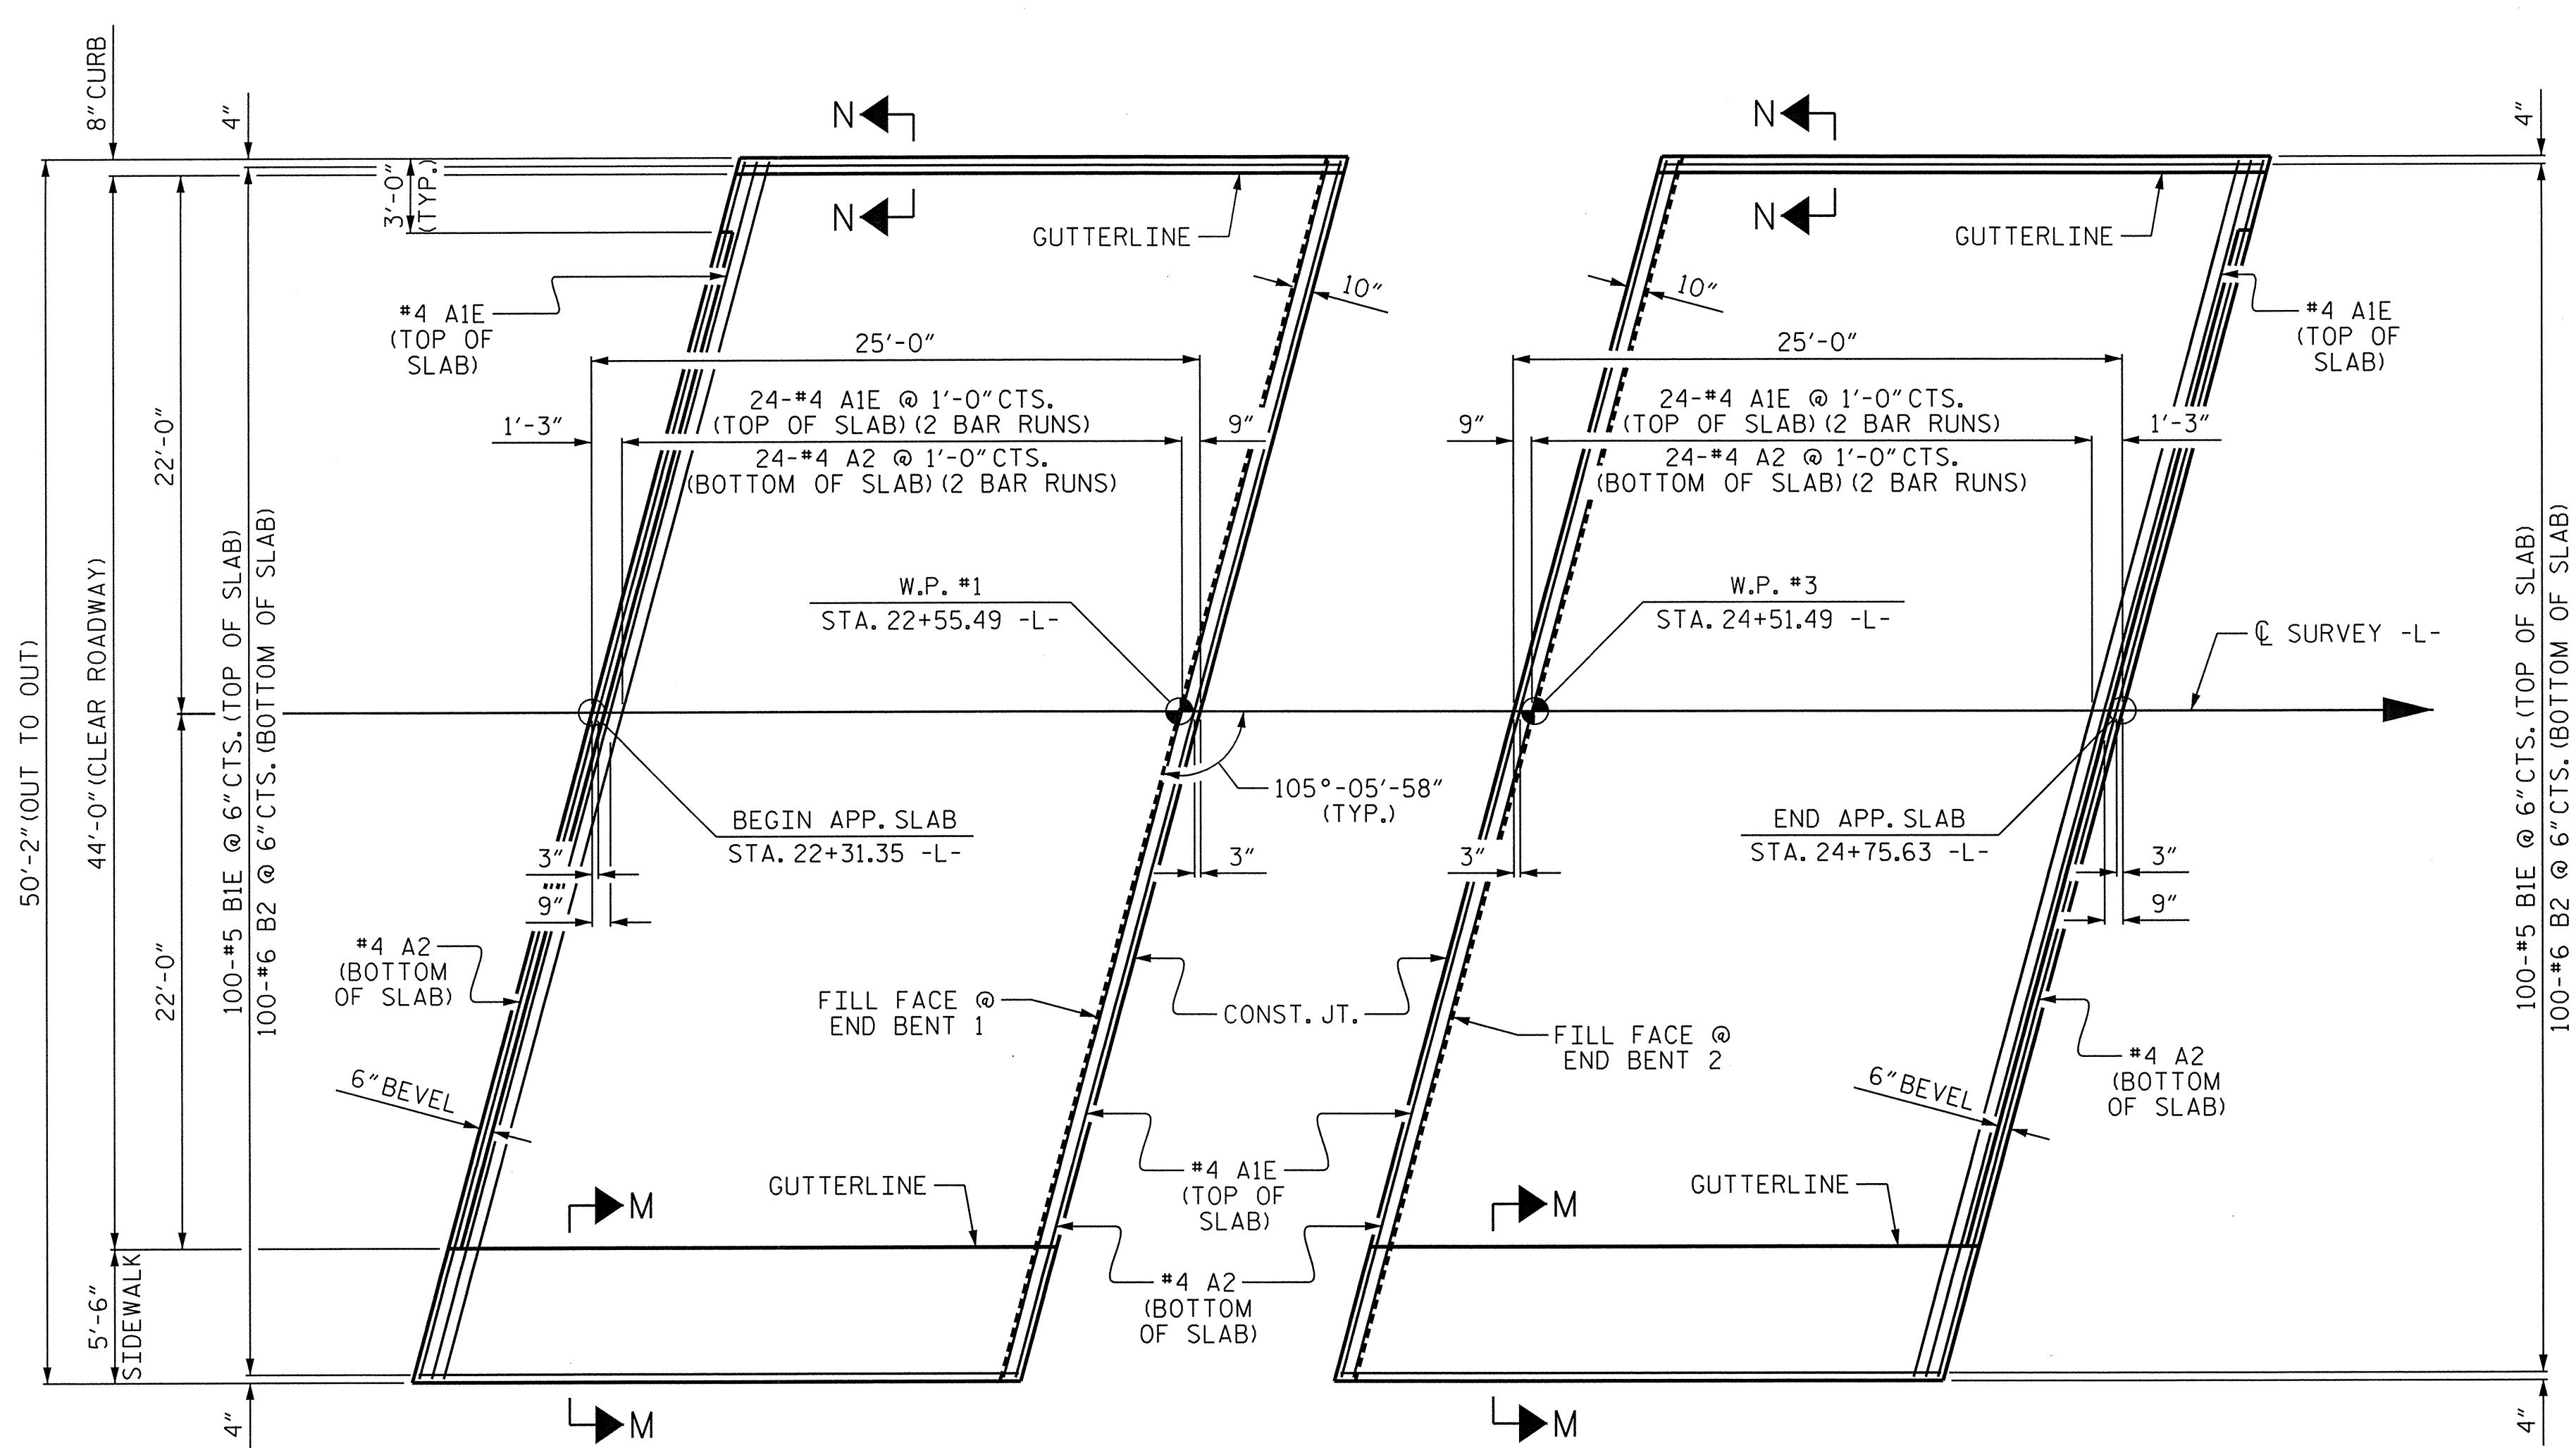 8" CURB
4"
3'-0"
(TYP.)
N
N
GUTTERLINE
#4 A1E
(TOP OF
SLAB)
10"
25'-0"
24-#4 A1E @ 1'-0" CTS.
(TOP OF SLAB) (2 BAR RUNS)
24-#4 A2 @ 1'-0" CTS.
(BOTTOM OF SLAB) (2 BAR RUNS)
1'-3"
9"
N
N
GUTTERLINE
10"
25'-0"
9"
24-#4 A1E @ 1'-0" CTS.
(TOP OF SLAB) (2 BAR RUNS)
24-#4 A2 @ 1'-0" CTS.
(BOTTOM OF SLAB) (2 BAR RUNS)
1'-3"
#4 A1E
(TOP OF
SLAB)
4"
50'-2" (OUT TO OUT)
44'-0" (CLEAR ROADWAY)
22'-0"
22'-0"
100-#5 B1E @ 6" CTS. (TOP OF SLAB)
100-#6 B2 @ 6" CTS. (BOTTOM OF SLAB)
W.P. #1
STA. 22+55.49 -L-
W.P. #3
STA. 24+51.49 -L-
℄ SURVEY -L-
105°-05'-58"
(TYP.)
BEGIN APP. SLAB
STA. 22+31.35 -L-
END APP. SLAB
STA. 24+75.63 -L-
3"
9"
3"
3"
3"
9"
#4 A2
(BOTTOM
OF SLAB)
6" BEVEL
FILL FACE @
END BENT 1
CONST. JT.
FILL FACE @
END BENT 2
6" BEVEL
#4 A2
(BOTTOM
OF SLAB)
#4 A1E
(TOP OF
SLAB)
#4 A2
(BOTTOM
OF SLAB)
GUTTERLINE
M
M
GUTTERLINE
M
M
5'-6"
SIDEWALK
4"
100-#5 B1E @ 6" CTS. (TOP OF SLAB)
100-#6 B2 @ 6" CTS. (BOTTOM OF SLAB)
4"